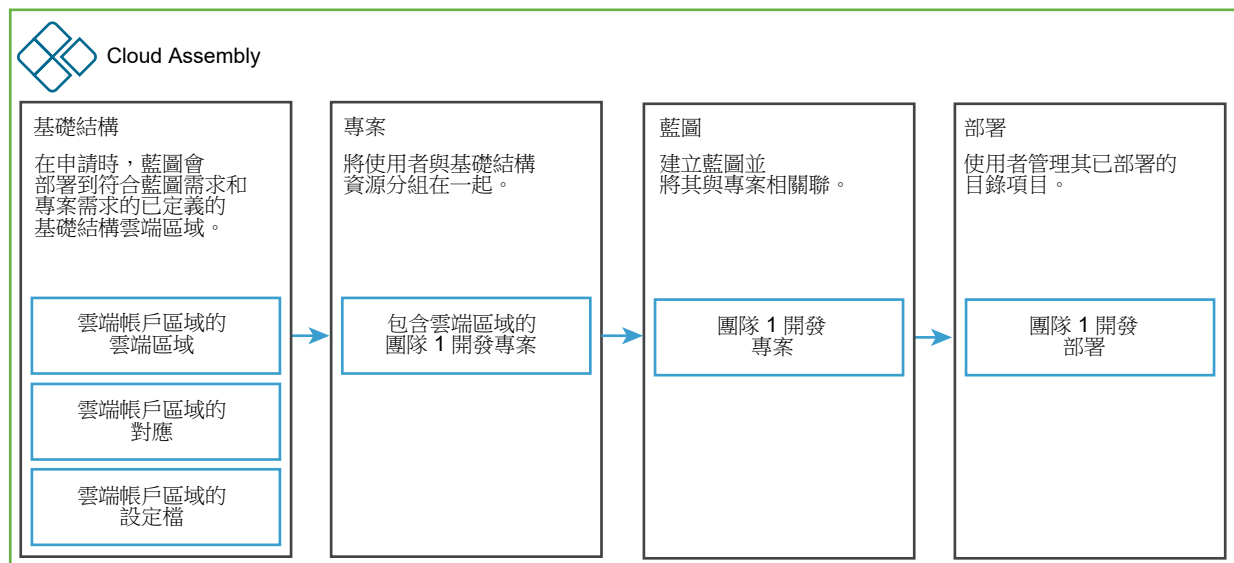 Cloud Assembly
基礎結構
在申請時，藍圖會
部署到符合藍圖需求和
專案需求的已定義的
基礎結構雲端區域。
雲端帳戶區域的
雲端區域
雲端帳戶區域的
對應
雲端帳戶區域的
設定檔
專案
將使用者與基礎結構
資源分組在一起。
包含雲端區域的
團隊 1 開發專案
藍圖
建立藍圖並
將其與專案相關聯。
團隊 1 開發
專案
部署
使用者管理其已部署的
目錄項目。
團隊 1 開發
部署